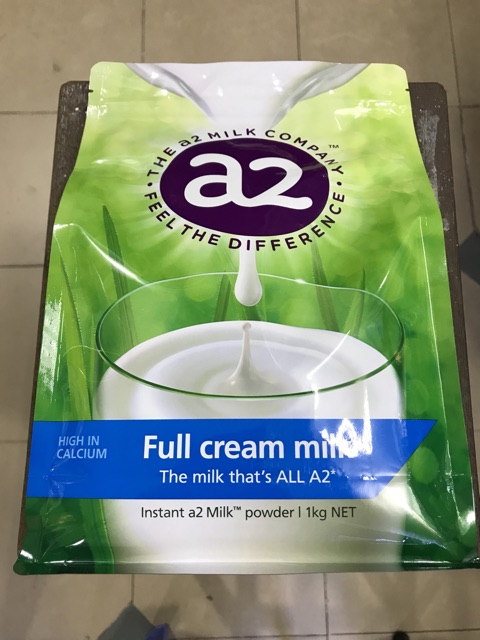 THE a2 MILK COMPANY™
a2
FEEL THE DIFFERENCE
HIGH IN
CALCIUM
Full cream milk
The milk that's ALL A2*
Instant a2 Milk™ powder | 1kg NET